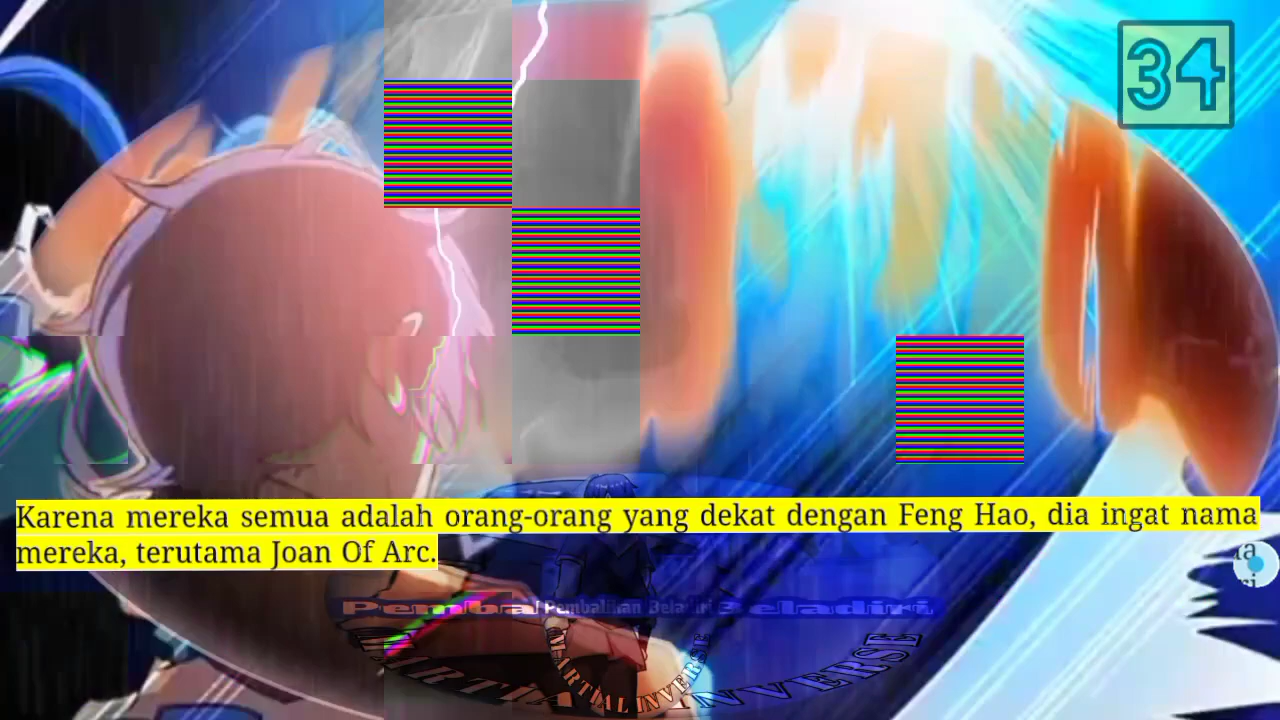 34
Karena mereka semua adalah orang-orang yang dekat dengan Feng Hao, dia ingat nama
mereka, terutama Joan Of Arc.
Pembalikan Beladiri
MARTIAL INVERSE